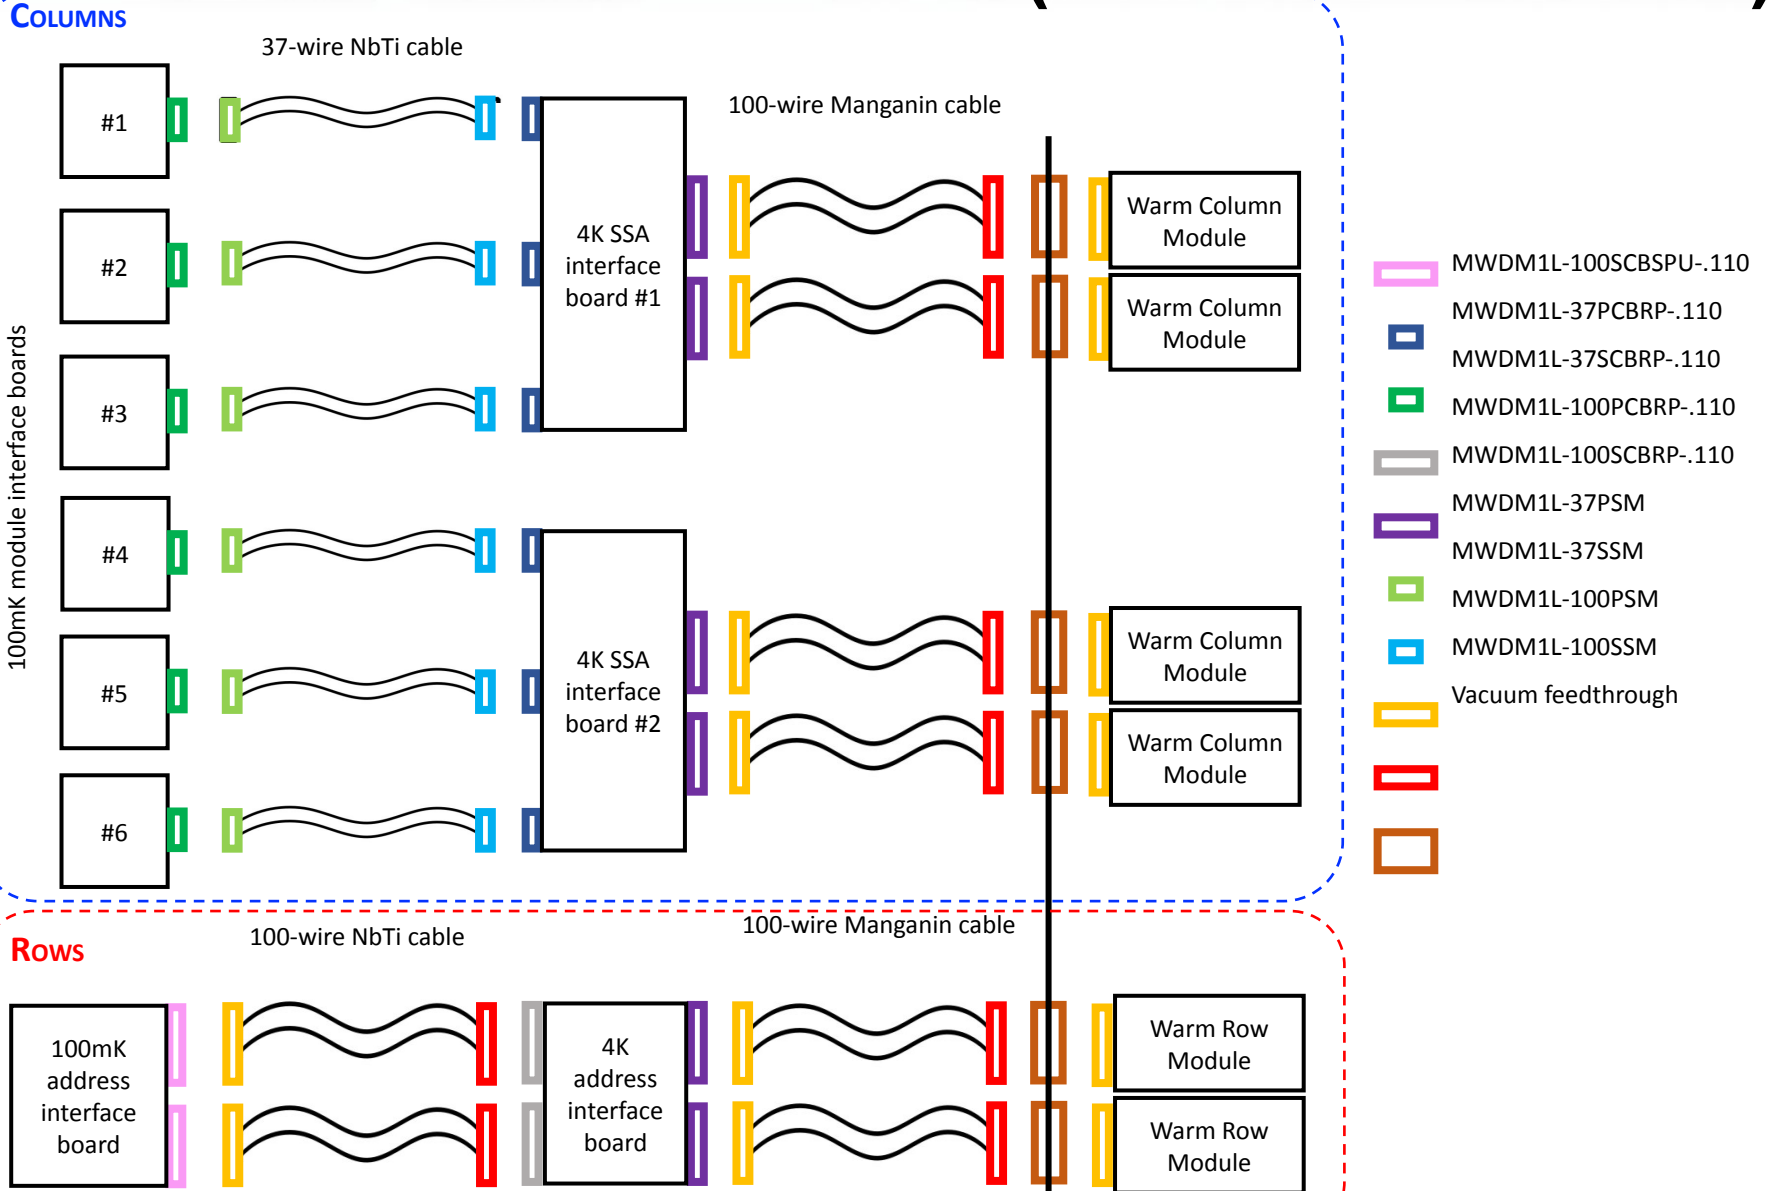 COLUMNS
37-wire NbTi cable
100-wire Manganin cable
100mK module interface boards
#1
#2
#3
#4
#5
#6
4K SSA
interface
board #1
4K SSA
interface
board #2
Warm Column
Module
Warm Column
Module
Warm Column
Module
Warm Column
Module
MWDM1L-100SCBSPU-.110
MWDM1L-37PCBRP-.110
MWDM1L-37SCBRP-.110
MWDM1L-100PCBRP-.110
MWDM1L-100SCBRP-.110
MWDM1L-37PSM
MWDM1L-37SSM
MWDM1L-100PSM
MWDM1L-100SSM
Vacuum feedthrough
ROWS
100-wire NbTi cable
100-wire Manganin cable
100mK
address
interface
board
4K
address
interface
board
Warm Row
Module
Warm Row
Module